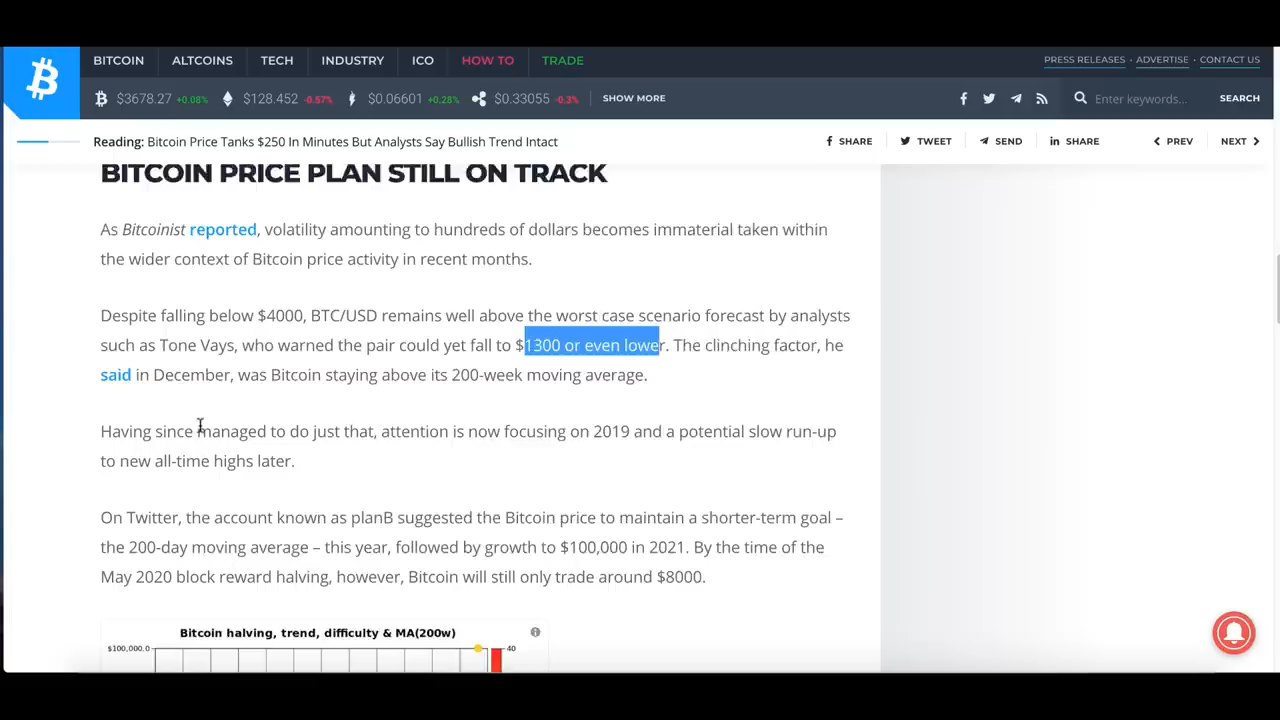 BITCOIN ALTCOINS TECH INDUSTRY ICO HOW TO TRADE PRESS RELEASES • ADVERTISE • CONTACT US
$3678.27 +0.08% $128.452 -0.57% $0.06601 +0.28% $0.33055 -0.3% SHOW MORE Enter keywords... SEARCH
Reading: Bitcoin Price Tanks $250 In Minutes But Analysts Say Bullish Trend Intact SHARE TWEET SEND SHARE PREV NEXT
BITCOIN PRICE PLAN STILL ON TRACK
As Bitcoinist reported, volatility amounting to hundreds of dollars becomes immaterial taken within
the wider context of Bitcoin price activity in recent months.
Despite falling below $4000, BTC/USD remains well above the worst case scenario forecast by analysts
such as Tone Vays, who warned the pair could yet fall to $1300 or even lower. The clinching factor, he
said in December, was Bitcoin staying above its 200-week moving average.
Having since managed to do just that, attention is now focusing on 2019 and a potential slow run-up
to new all-time highs later.
On Twitter, the account known as planB suggested the Bitcoin price to maintain a shorter-term goal –
the 200-day moving average – this year, followed by growth to $100,000 in 2021. By the time of the
May 2020 block reward halving, however, Bitcoin will still only trade around $8000.
Bitcoin halving, trend, difficulty & MA(200w)
$100,000.0 40